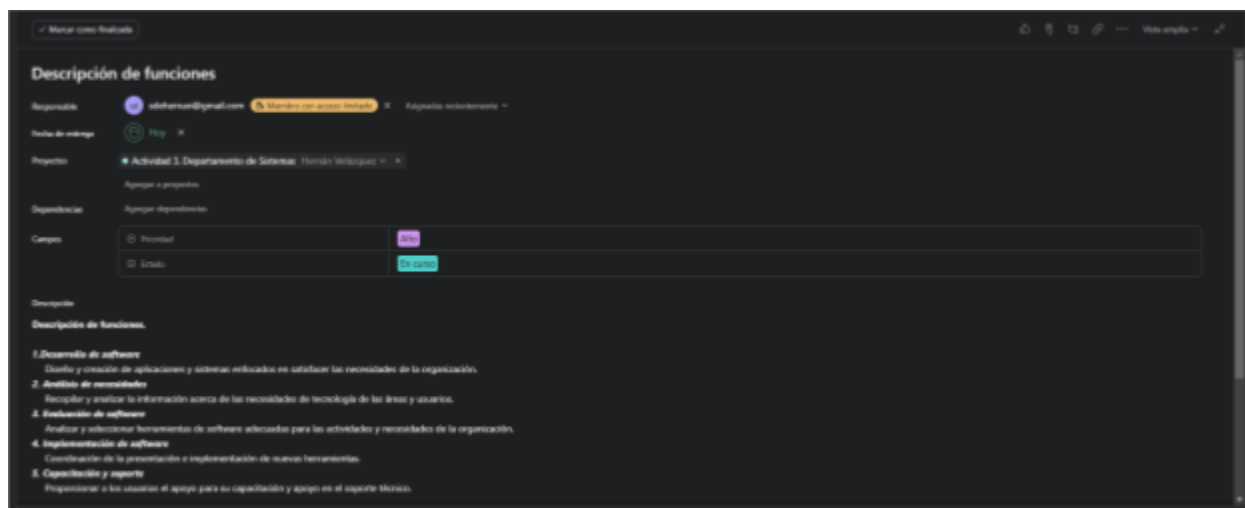 ✓ Marcar como finalizada
Vista amplia
Descripción de funciones
Responsable
Miembro con acceso limitado
Asignadas recientemente
Fecha de entrega
Hoy
Proyectos
Actividad 3. Departamento de Sistemas Hernán Velázquez
Agregar a proyectos
Dependencias
Agregar dependencias
Campos
Prioridad
Alto
Estado
En curso
Descripción
Descripción de funciones.
1.Desarrollo de software
Diseño y creación de aplicaciones y sistemas enfocados en satisfacer las necesidades de la organización.
2. Análisis de necesidades
Recopilar y analizar la información acerca de las necesidades de tecnología de las áreas y usuarios.
3. Evaluación de software
Analizar y seleccionar herramientas de software adecuadas para las actividades y necesidades de la organización.
4. Implementación de software
Coordinación de la presentación e implementación de nuevas herramientas.
5. Capacitación y soporte
Proporcionar a los usuarios el apoyo para su capacitación y apoyo en el soporte técnico.